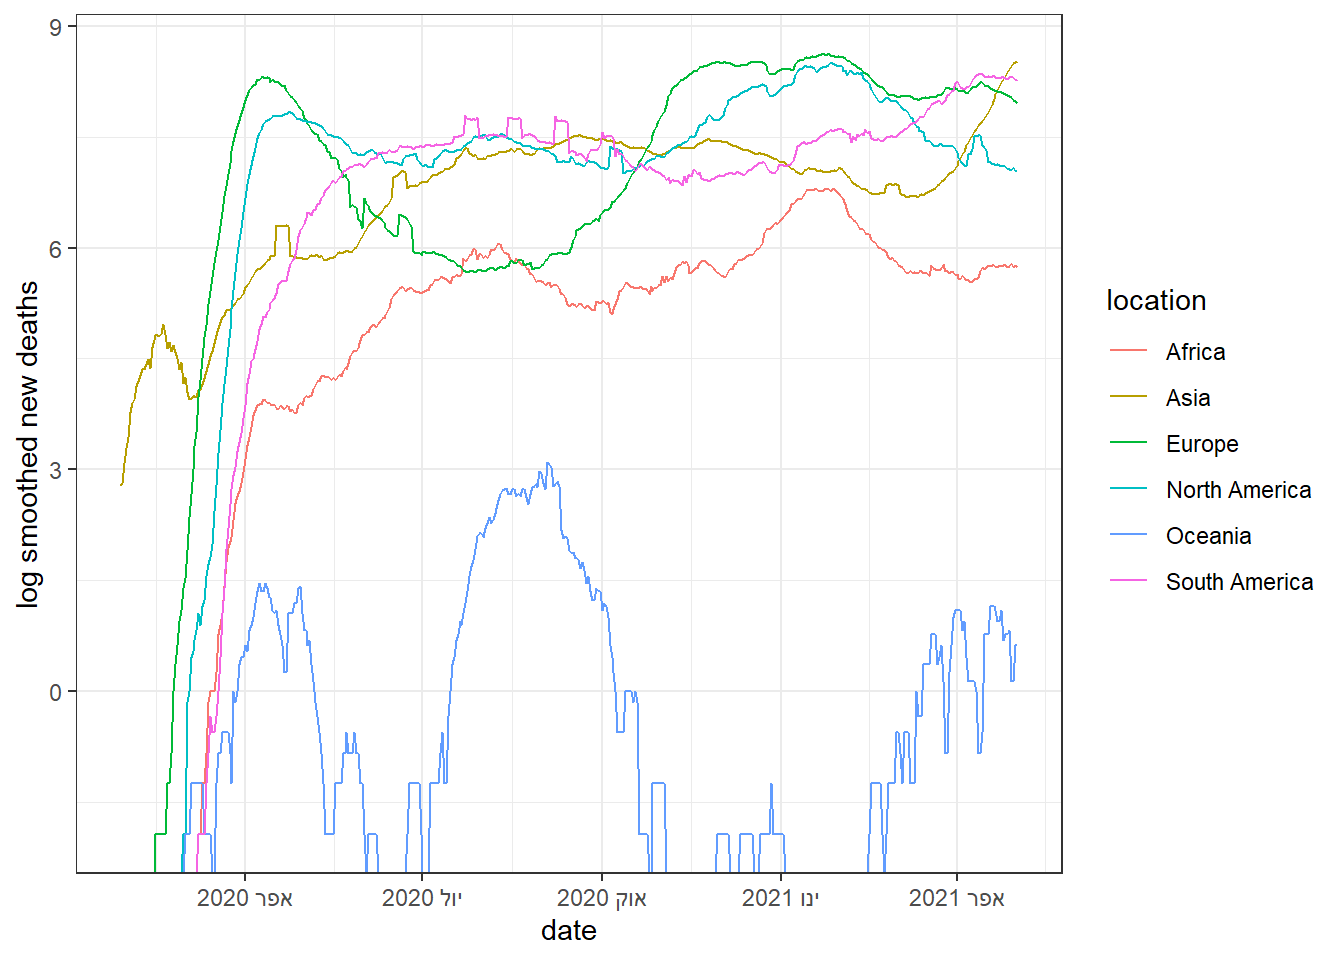 9
6
3
0
log smoothed new deaths
אפר 2020
יול 2020
אוק 2020
ינו 2021
אפר 2021
date
location
Africa
Asia
Europe
North America
Oceania
South America